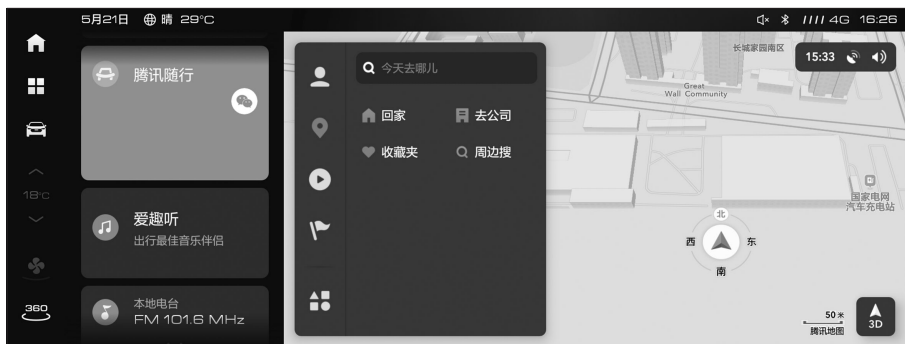 5月21日 晴 29°C
4G 16:26
腾讯随行
18°C
爱趣听
出行最佳音乐伴侣
360
本地电台
FM 101.6 MHz
今天去哪儿
回家
去公司
收藏夹
周边搜
长城家园南区
15:33
Great
Wall Community
国家电网
汽车充电站
北
西
东
南
50米
腾讯地图
3D